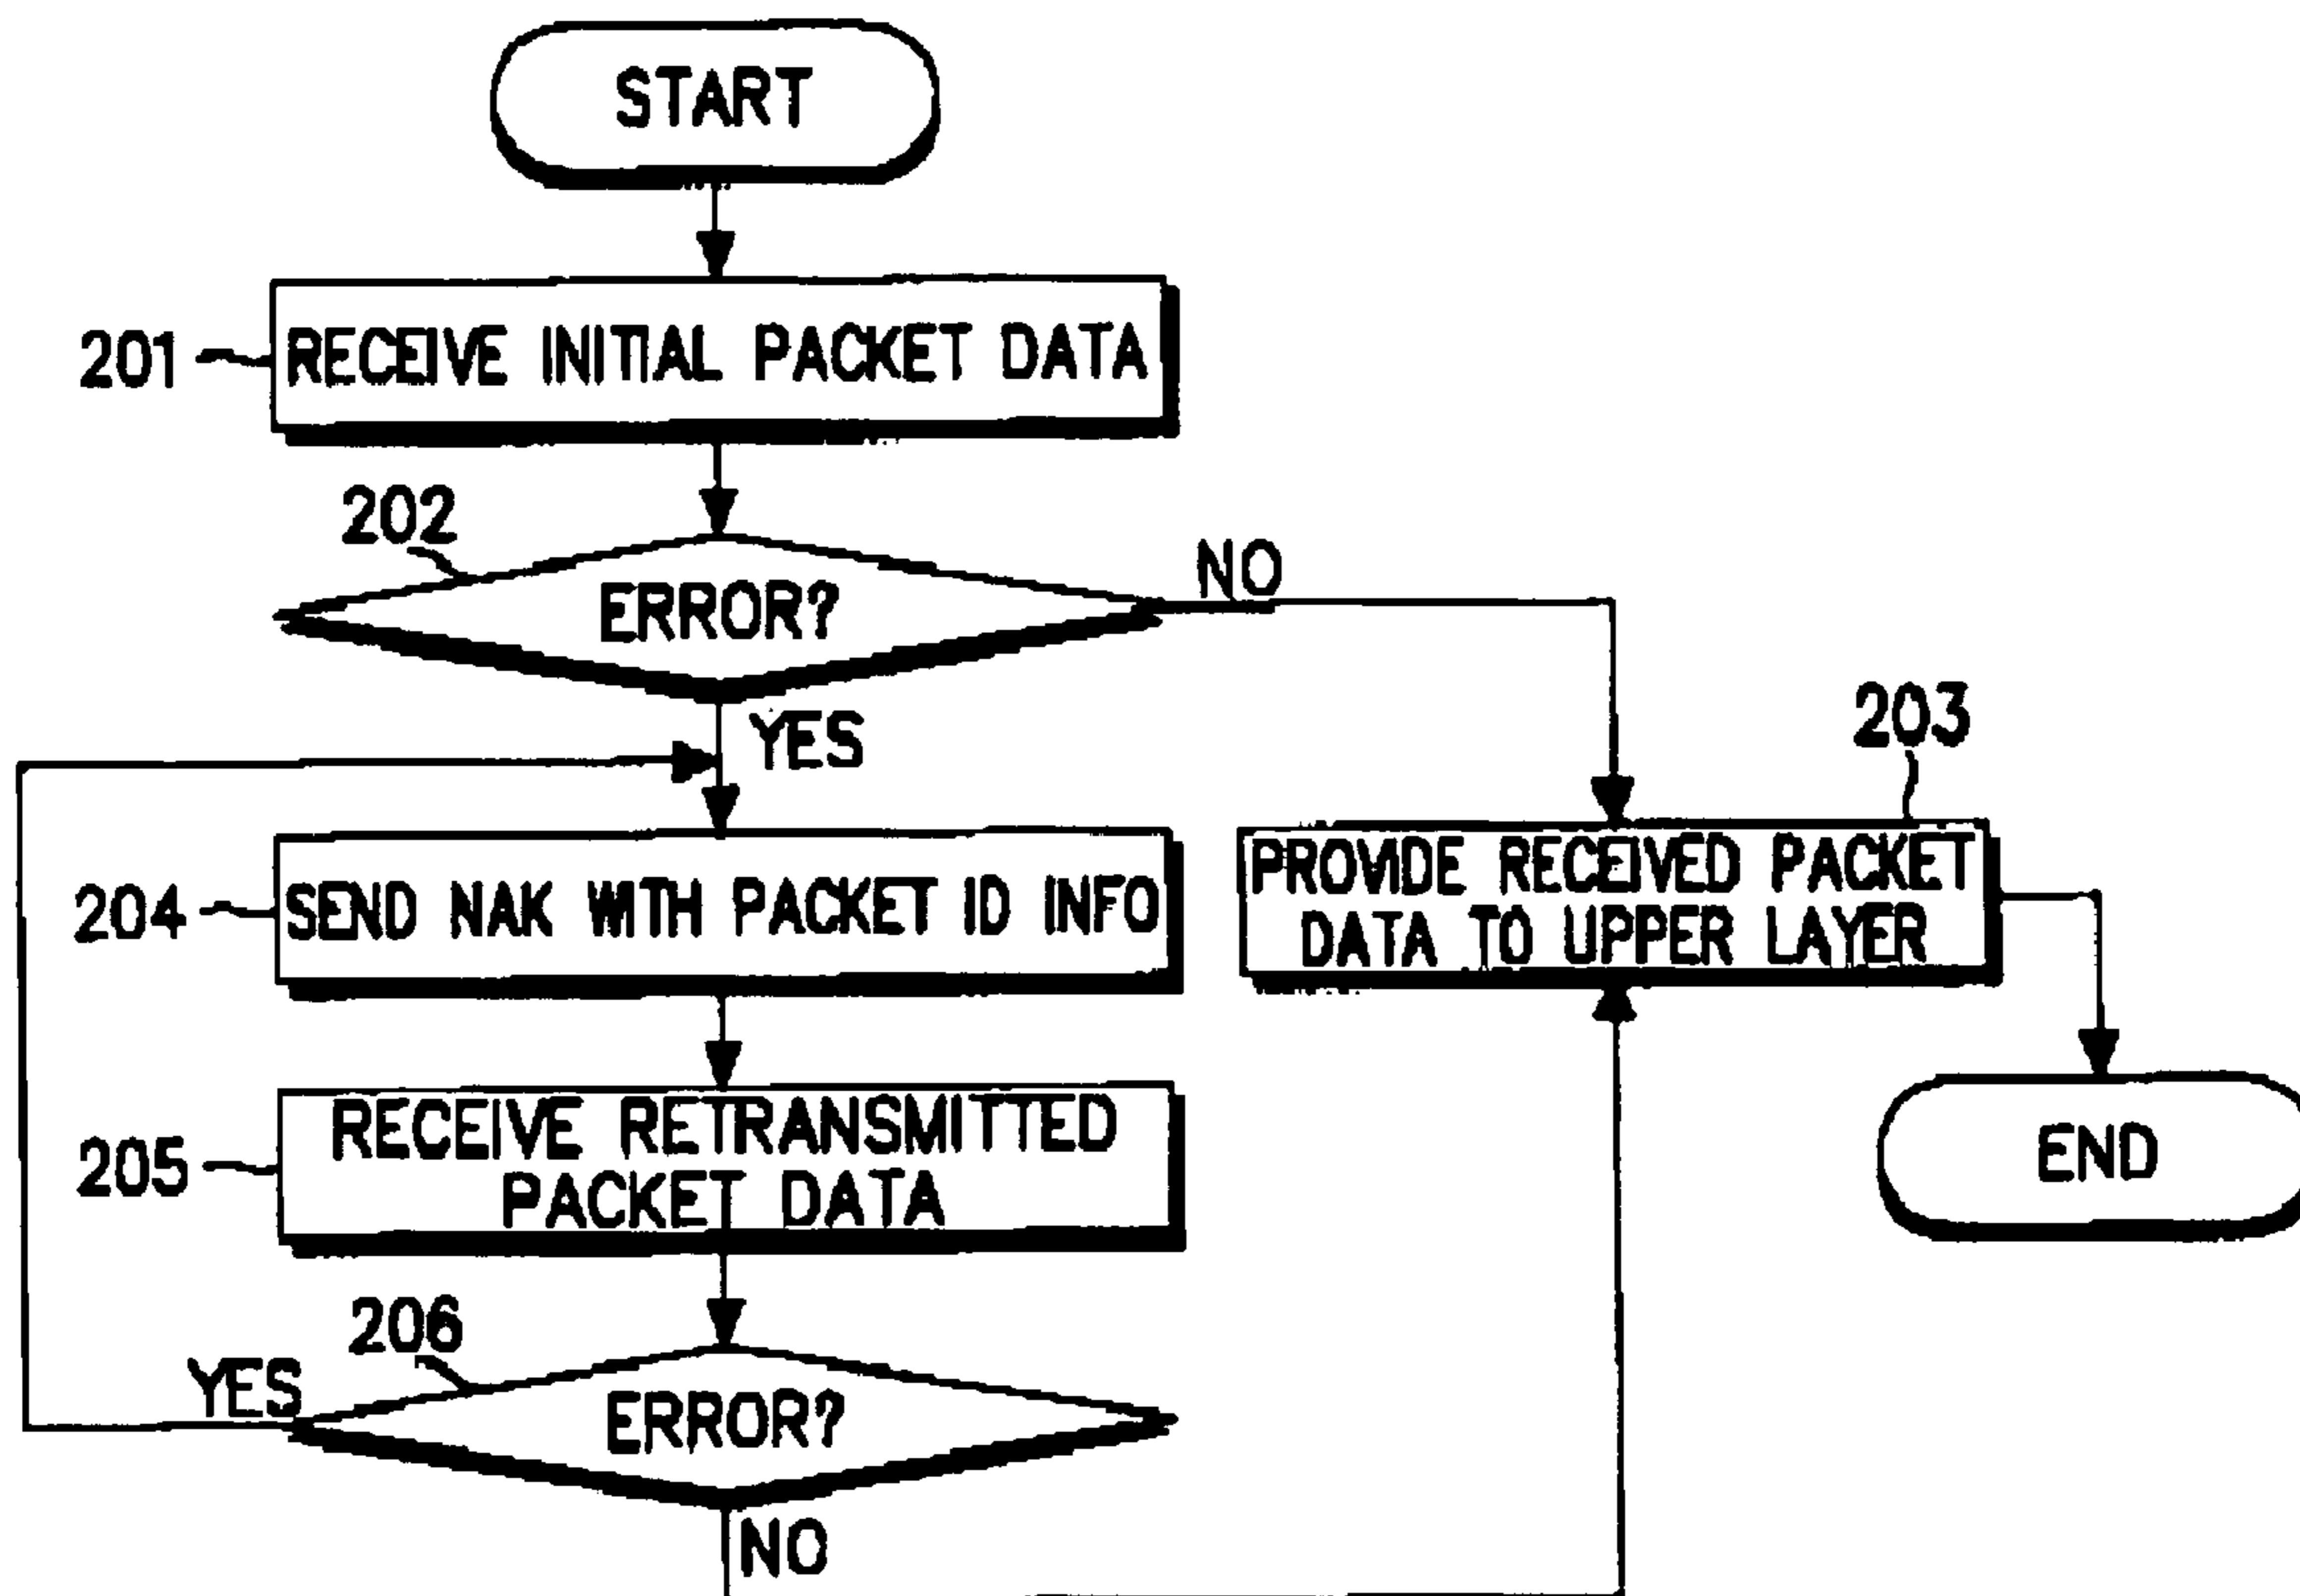 START
201
RECEIVE INITIAL PACKET DATA
202
ERROR?
NO
YES
203
204
SEND NAK WITH PACKET ID INFO
PROVIDE RECEIVED PACKET
DATA TO UPPER LAYER
205
RECEIVE RETRANSMITTED
PACKET DATA
END
206
YES
ERROR?
NO